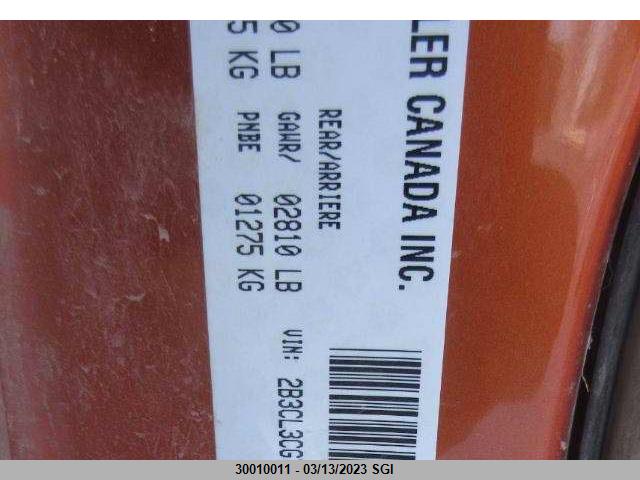 LER CANADA INC.
REAR/ARRIERE
0 LB GAWR/ 02810 LB
5 KG PNBE 01275 KG
VIN: 2B3CL3CG
30010011 - 03/13/2023 SGI